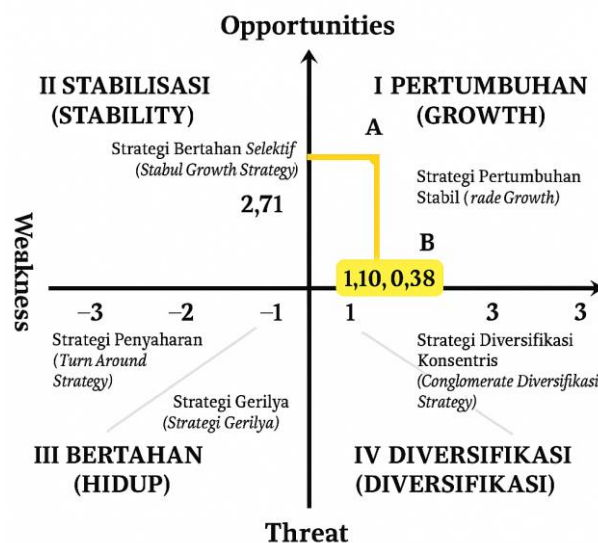 Opportunities
II STABILISASI
(STABILITY)
I PERTUMBUHAN
(GROWTH)
A
Strategi Bertahan Selektif
(Stabul Growth Strategy)
Strategi Pertumbuhan
Stabil (rade Growth)
2,71
B
Weakness
1,10, 0,38
−3 −2 −1 1 3 3
Strategi Penyaharan
(Turn Around
Strategy)
Strategi Diversifikasi
Konsentris
(Conglomerate Diversifikasi
Strategy)
Strategi Gerilya
(Strategi Gerilya)
III BERTAHAN
(HIDUP)
IV DIVERSIFIKASI
(DIVERSIFIKASI)
Threat